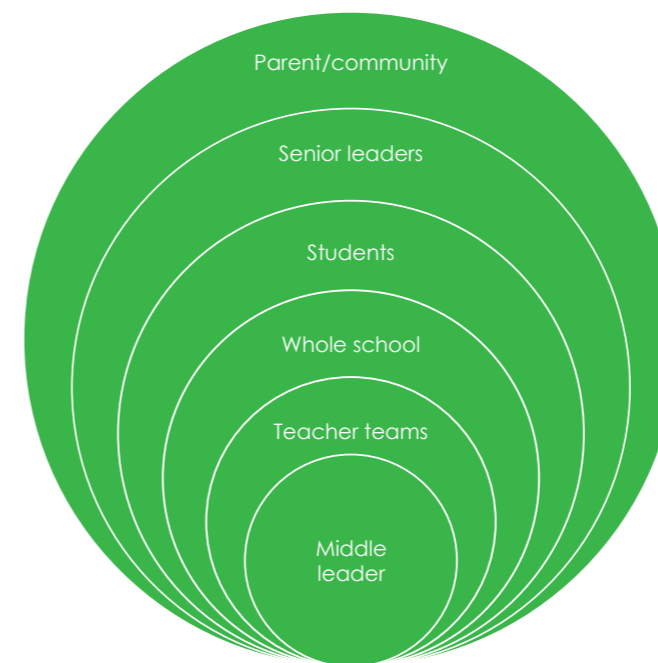 Parent/community
Senior leaders
Students
Whole school
Teacher teams
Middle
leader